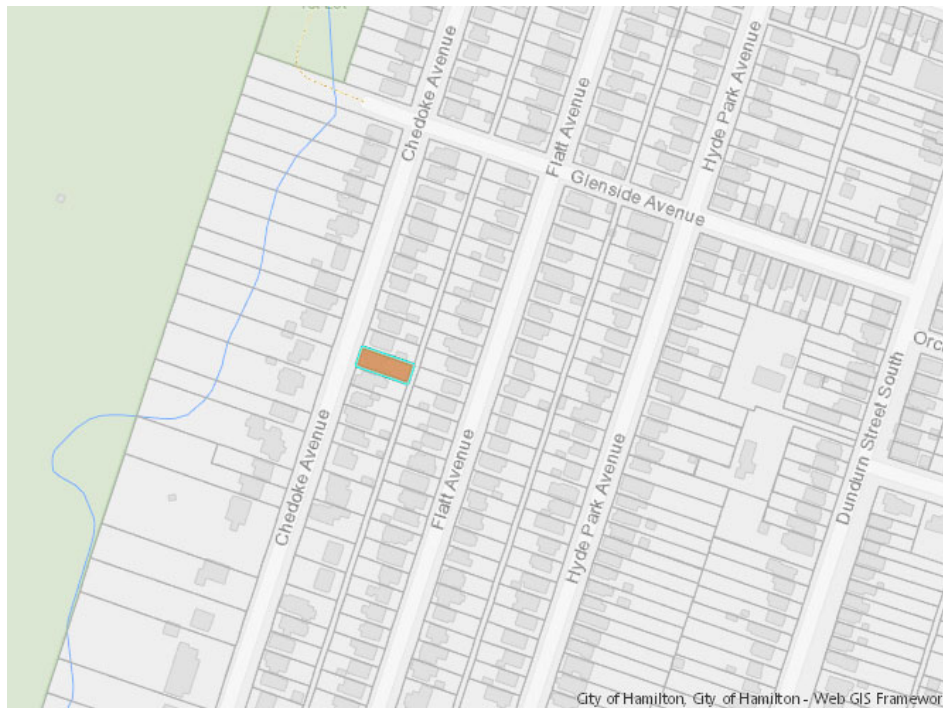 Chedoke Avenue
Flatt Avenue
Hyde Park Avenue
Glenside Avenue
Dundurn Street South
Chedoke Avenue
Flatt Avenue
Hyde Park Avenue
City of Hamilton, City of Hamilton - Web GIS Framewor